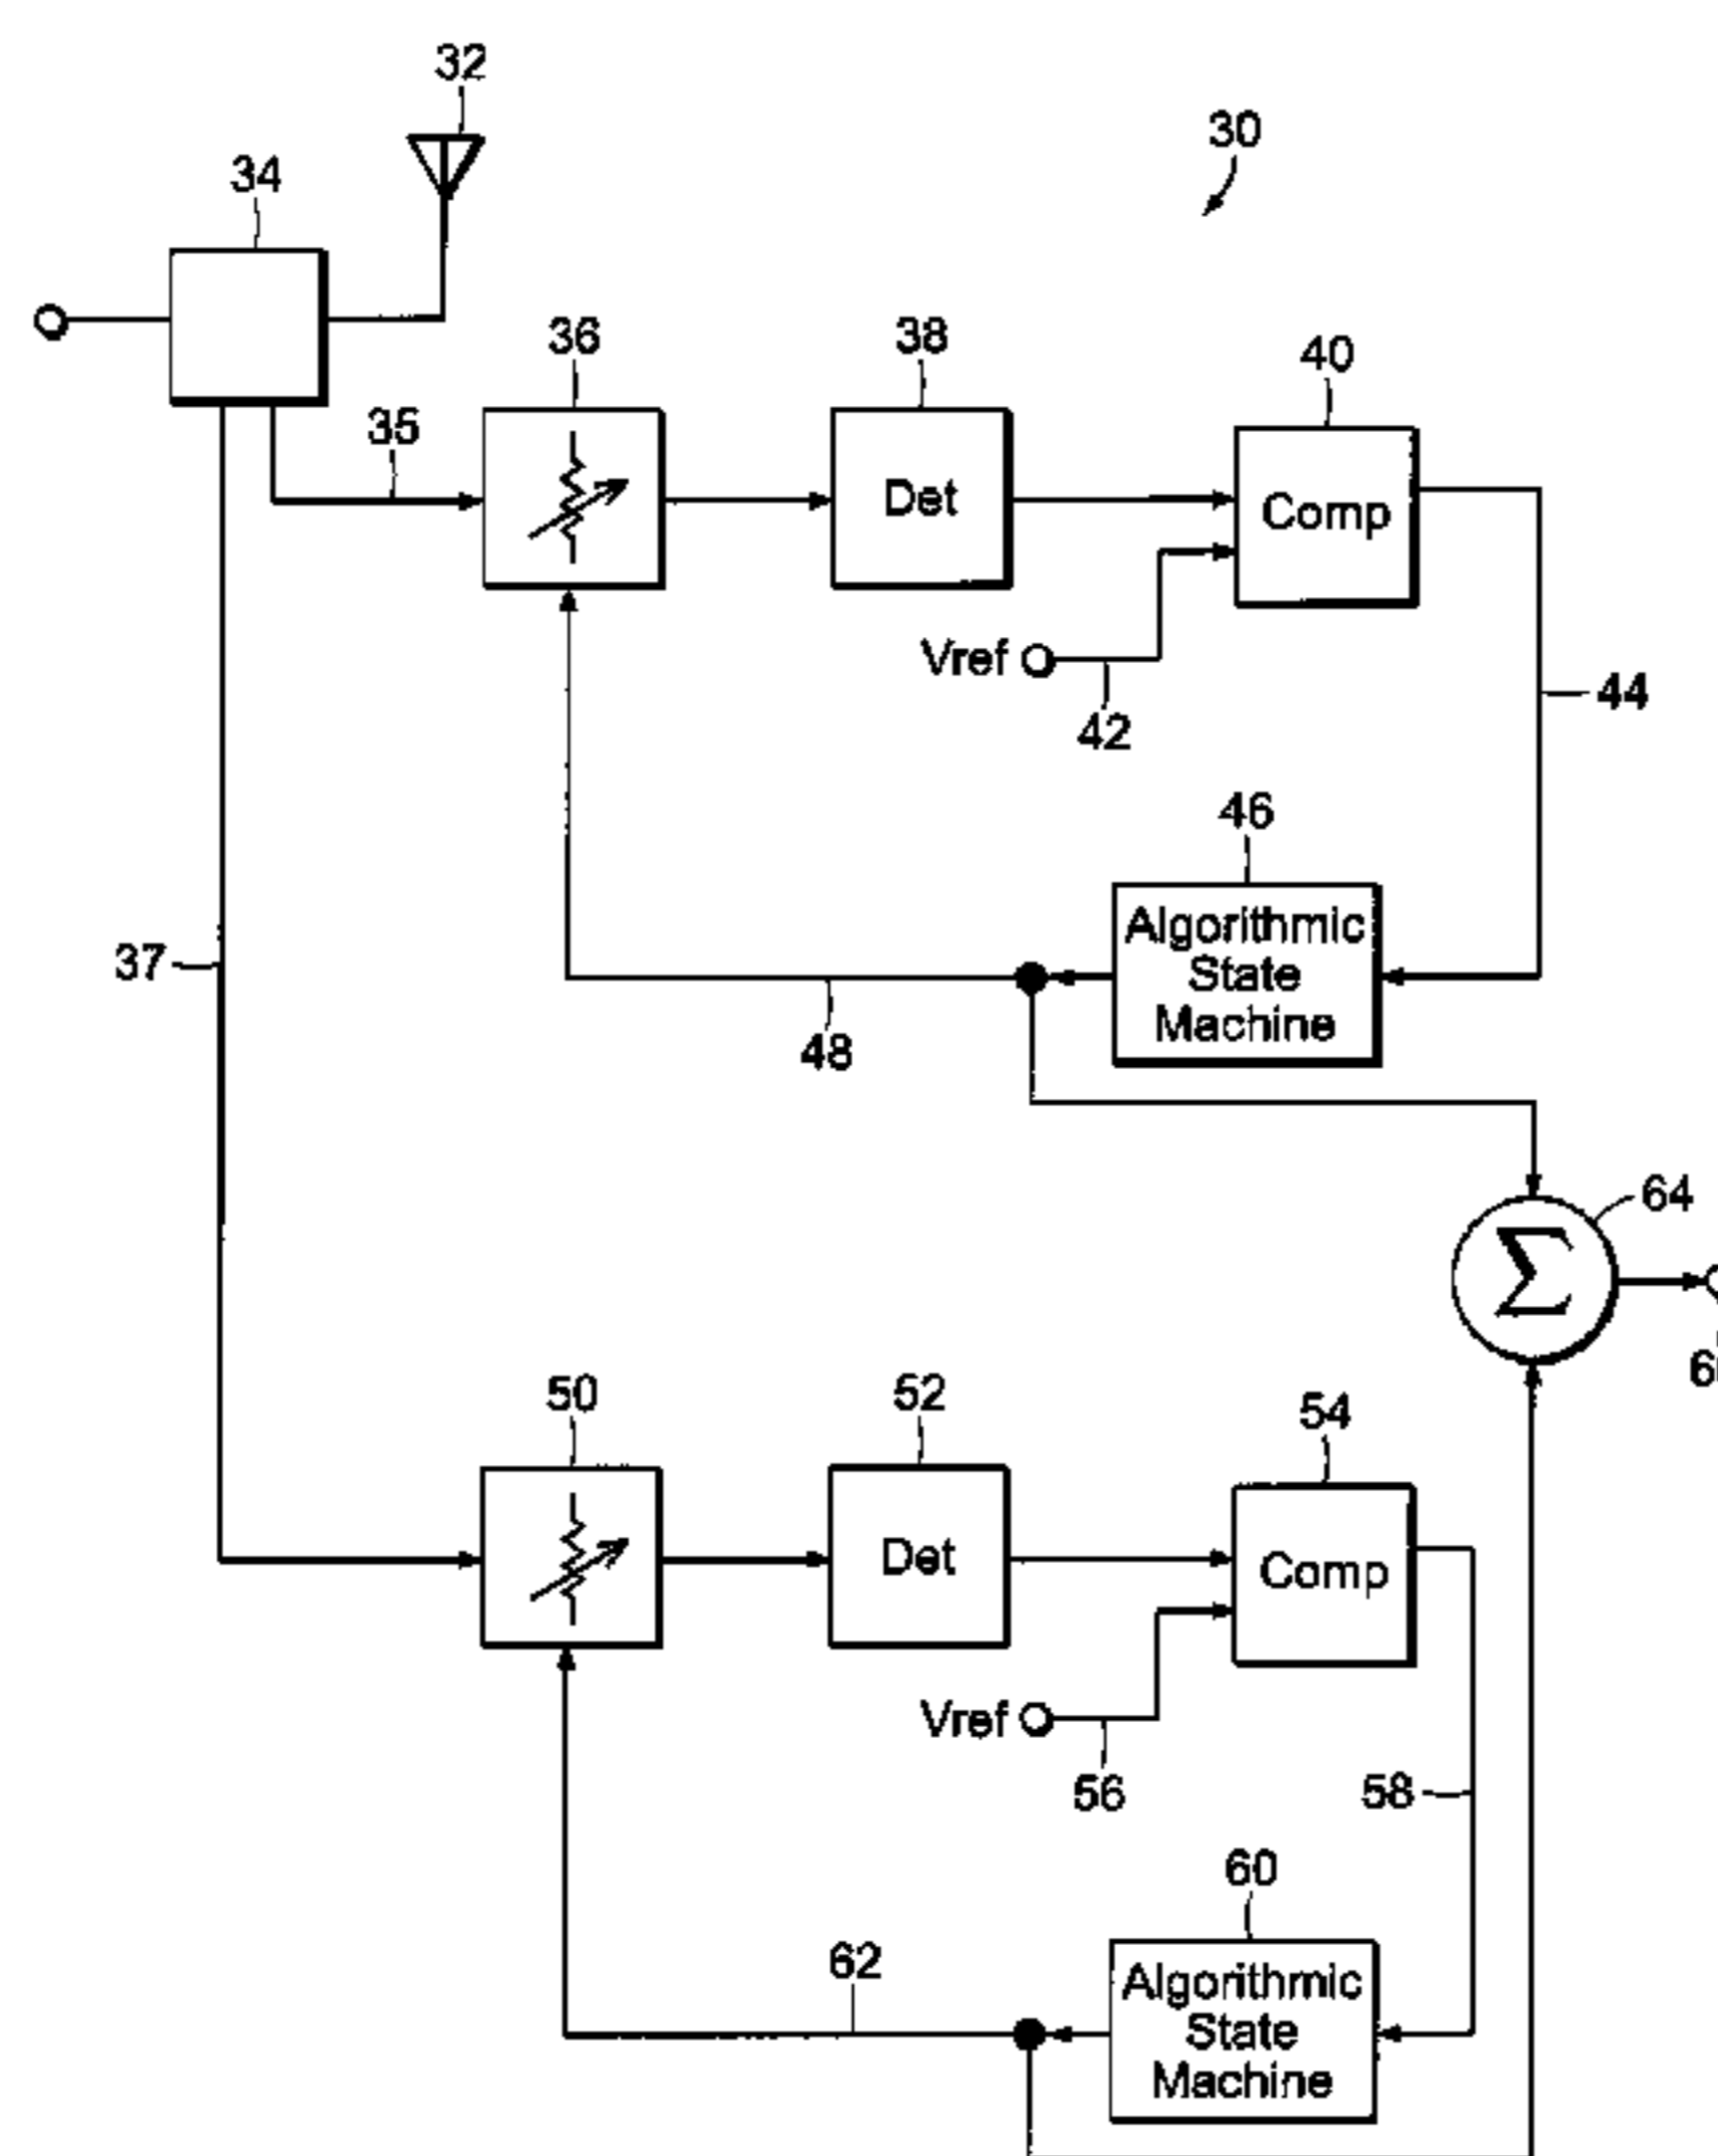 32
30
34
36
38
40
35
Det
Comp
Vref
42
44
46
Algorithmic
State
Machine
37
48
64
Σ
50
52
54
Det
Comp
Vref
56
58
60
62
Algorithmic
State
Machine